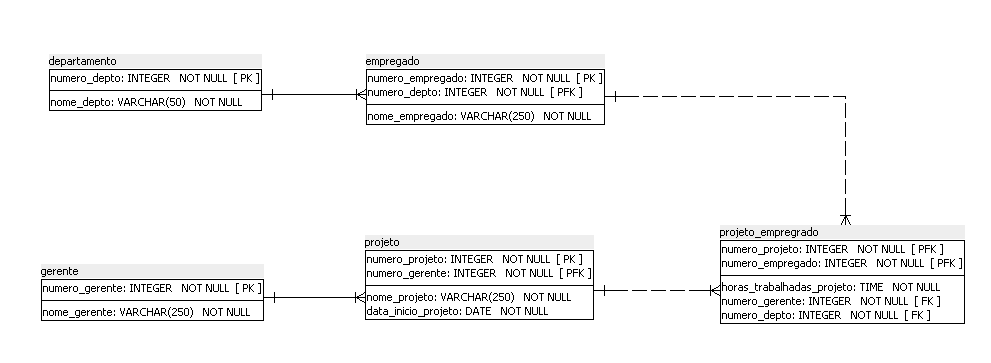 departamento
numero_depto: INTEGER NOT NULL [ PK ]
nome_depto: VARCHAR(50) NOT NULL
empregado
numero_empregado: INTEGER NOT NULL [ PK ]
numero_depto: INTEGER NOT NULL [ PFK ]
nome_empregado: VARCHAR(250) NOT NULL
gerente
numero_gerente: INTEGER NOT NULL [ PK ]
nome_gerente: VARCHAR(250) NOT NULL
projeto
numero_projeto: INTEGER NOT NULL [ PK ]
numero_gerente: INTEGER NOT NULL [ PFK ]
nome_projeto: VARCHAR(250) NOT NULL
data_inicio_projeto: DATE NOT NULL
projeto_empregrado
numero_projeto: INTEGER NOT NULL [ PFK ]
numero_empregado: INTEGER NOT NULL [ PFK ]
horas_trabalhadas_projeto: TIME NOT NULL
numero_gerente: INTEGER NOT NULL [ FK ]
numero_depto: INTEGER NOT NULL [ FK ]